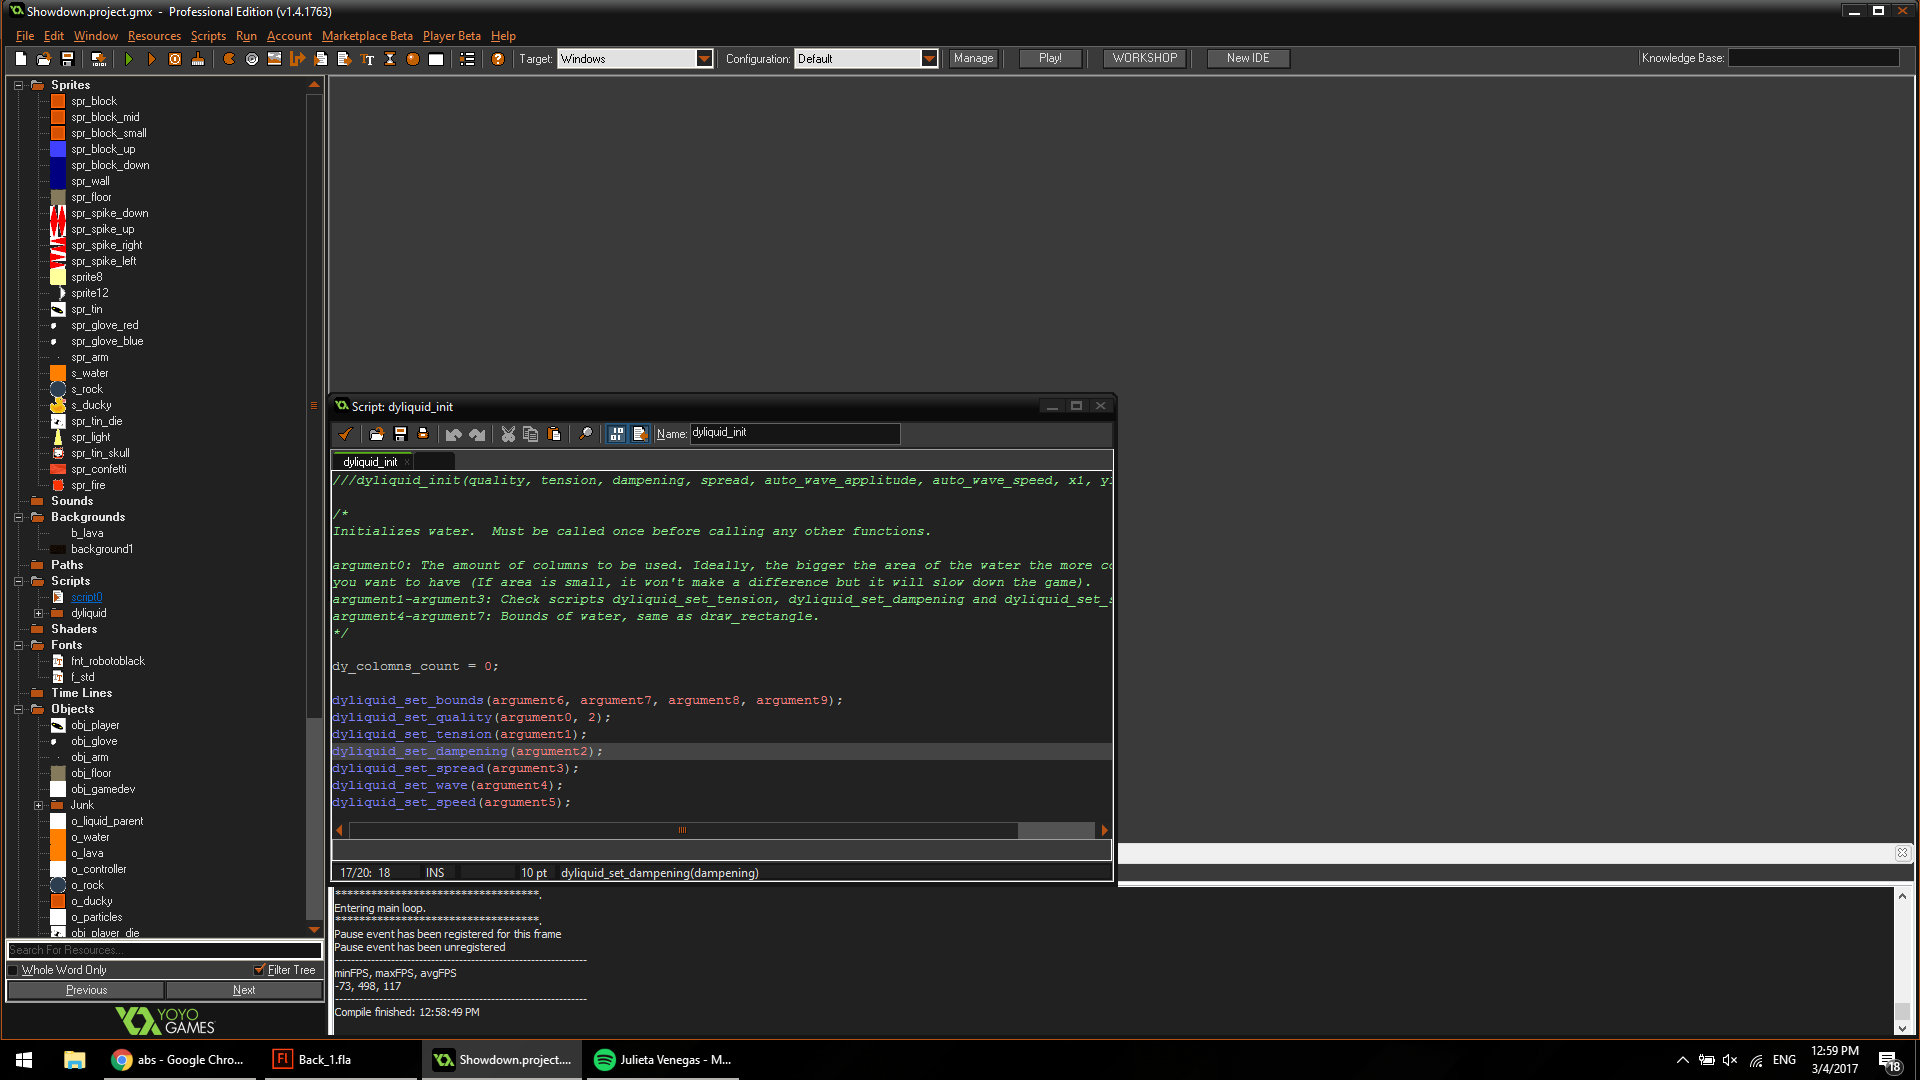 Showdown.project.gmx - Professional Edition (v1.4.1763)
File Edit Window Resources Scripts Run Account Marketplace Beta Player Beta Help
Target: Windows Configuration: Default Manage Play! WORKSHOP New IDE Knowledge Base:
Sprites
spr_block
spr_block_mid
spr_block_small
spr_block_up
spr_block_down
spr_wall
spr_floor
spr_spike_down
spr_spike_up
spr_spike_right
spr_spike_left
sprite8
sprite12
spr_tin
spr_glove_red
spr_glove_blue
spr_arm
s_water
s_rock
s_ducky
spr_tin_die
spr_light
spr_tin_skull
spr_confetti
spr_fire
Sounds
Backgrounds
b_lava
background1
Paths
Scripts
script0
dyliquid
Shaders
Fonts
fnt_robotoblack
f_std
Time Lines
Objects
obj_player
obj_glove
obj_arm
obj_floor
obj_gamedev
Junk
o_liquid_parent
o_water
o_lava
o_controller
o_rock
o_ducky
o_particles
obj_player_die
Search For Resources...
Whole Word Only Filter Tree
Previous Next
YOYO GAMES
Script: dyliquid_init
Name: dyliquid_init
dyliquid_init
///dyliquid_init(quality, tension, dampening, spread, auto_wave_applitude, auto_wave_speed, x1, y1
/*
Initializes water. Must be called once before calling any other functions.
argument0: The amount of columns to be used. Ideally, the bigger the area of the water the more co
you want to have (If area is small, it won't make a difference but it will slow down the game).
argument1-argument3: Check scripts dyliquid_set_tension, dyliquid_set_dampening and dyliquid_set_s
argument4-argument7: Bounds of water, same as draw_rectangle.
*/
dy_colomns_count = 0;
dyliquid_set_bounds(argument6, argument7, argument8, argument9);
dyliquid_set_quality(argument0, 2);
dyliquid_set_tension(argument1);
dyliquid_set_dampening(argument2);
dyliquid_set_spread(argument3);
dyliquid_set_wave(argument4);
dyliquid_set_speed(argument5);
17/20: 18 INS 10 pt dyliquid_set_dampening(dampening)
**********************************.
Entering main loop.
**********************************.
Pause event has been registered for this frame
Pause event has been unregistered
---------------------------------------------------------------
minFPS, maxFPS, avgFPS
-73, 498, 117
---------------------------------------------------------------
Compile finished: 12:58:49 PM
abs - Google Chro... Fl Back_1.fla Showdown.project.... Julieta Venegas - M... ENG 12:59 PM
3/4/2017 18